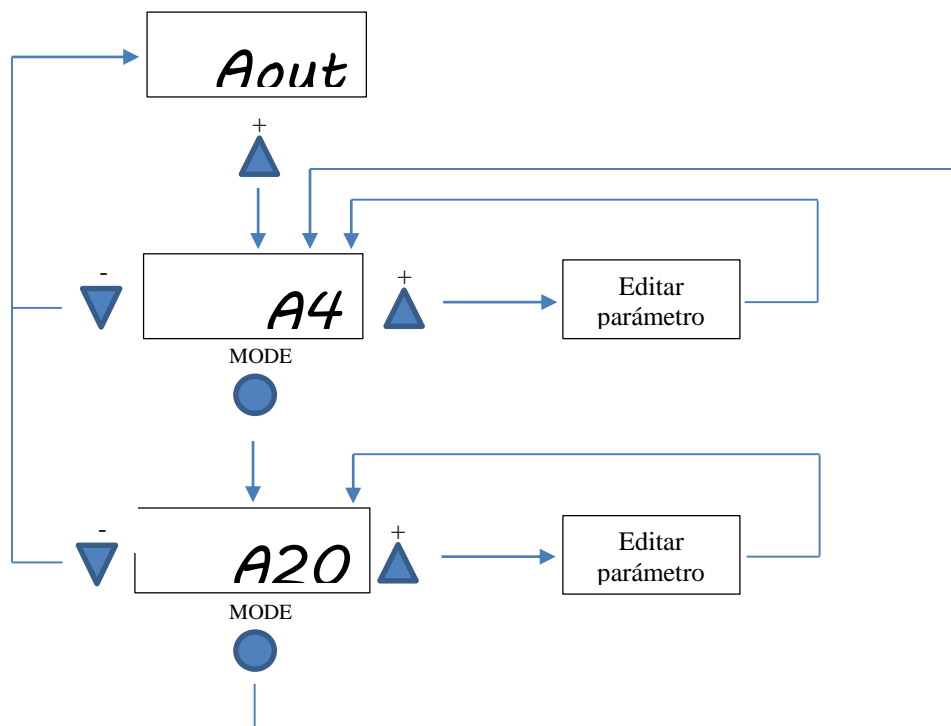 Aout
+
-
A4
+
Editar
parámetro
MODE
-
A20
+
Editar
parámetro
MODE